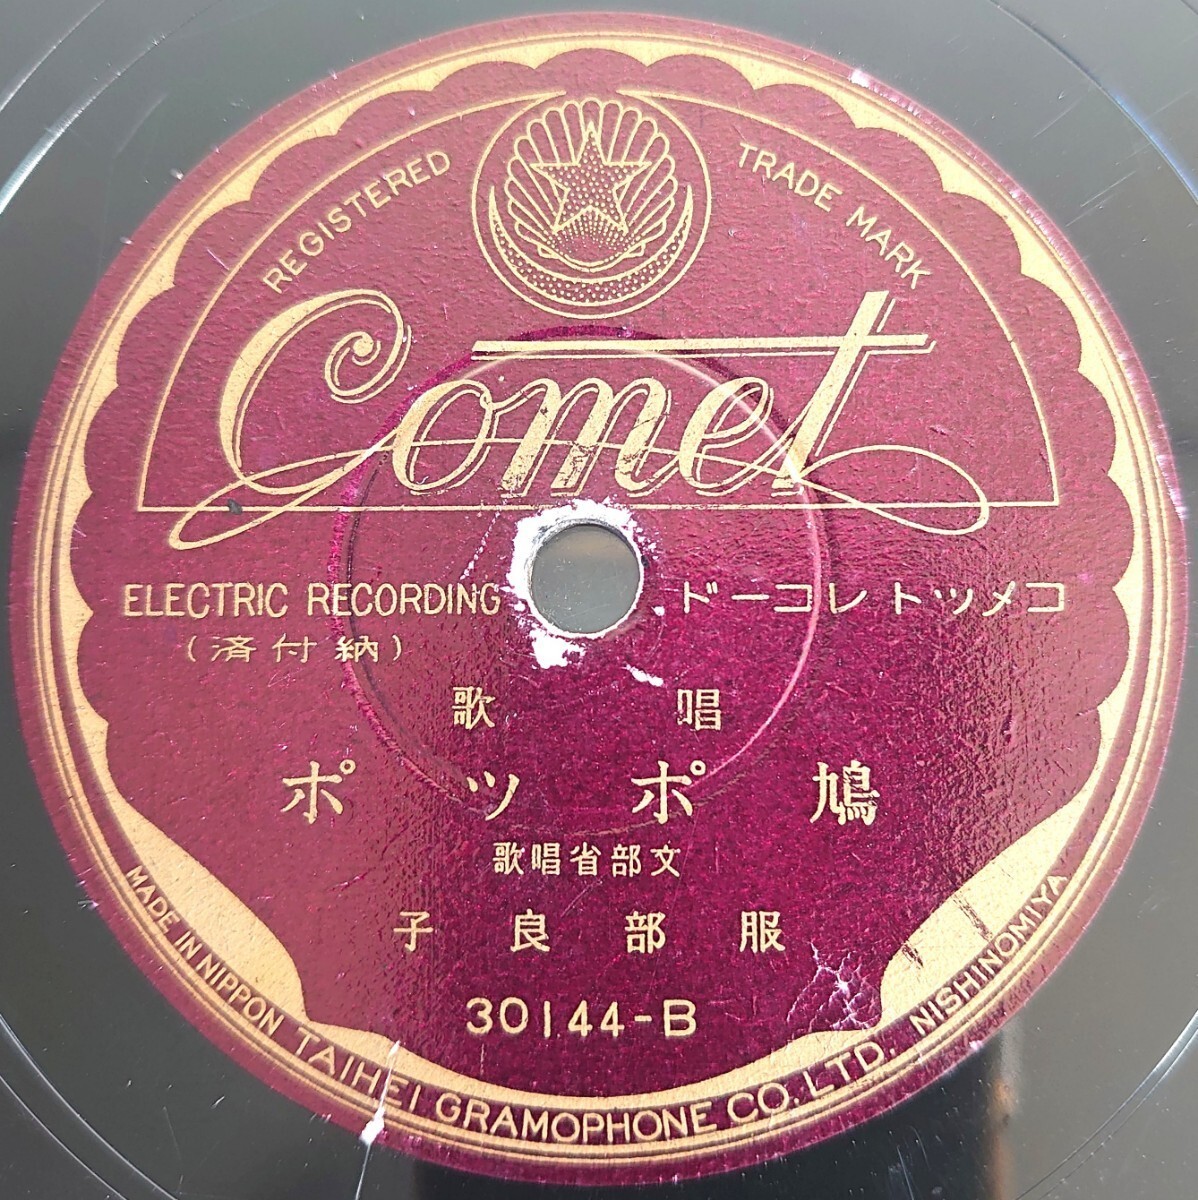 REGISTERED TRADE MARK
Comet
ELECTRIC RECORDING
コメツトレコード
(納付済)
唱歌
鳩ポツポ
文部省唱歌
服部良子
30144-B
MADE IN NIPPON TAIHEI GRAMOPHONE CO. LTD. NISHINOMIYA